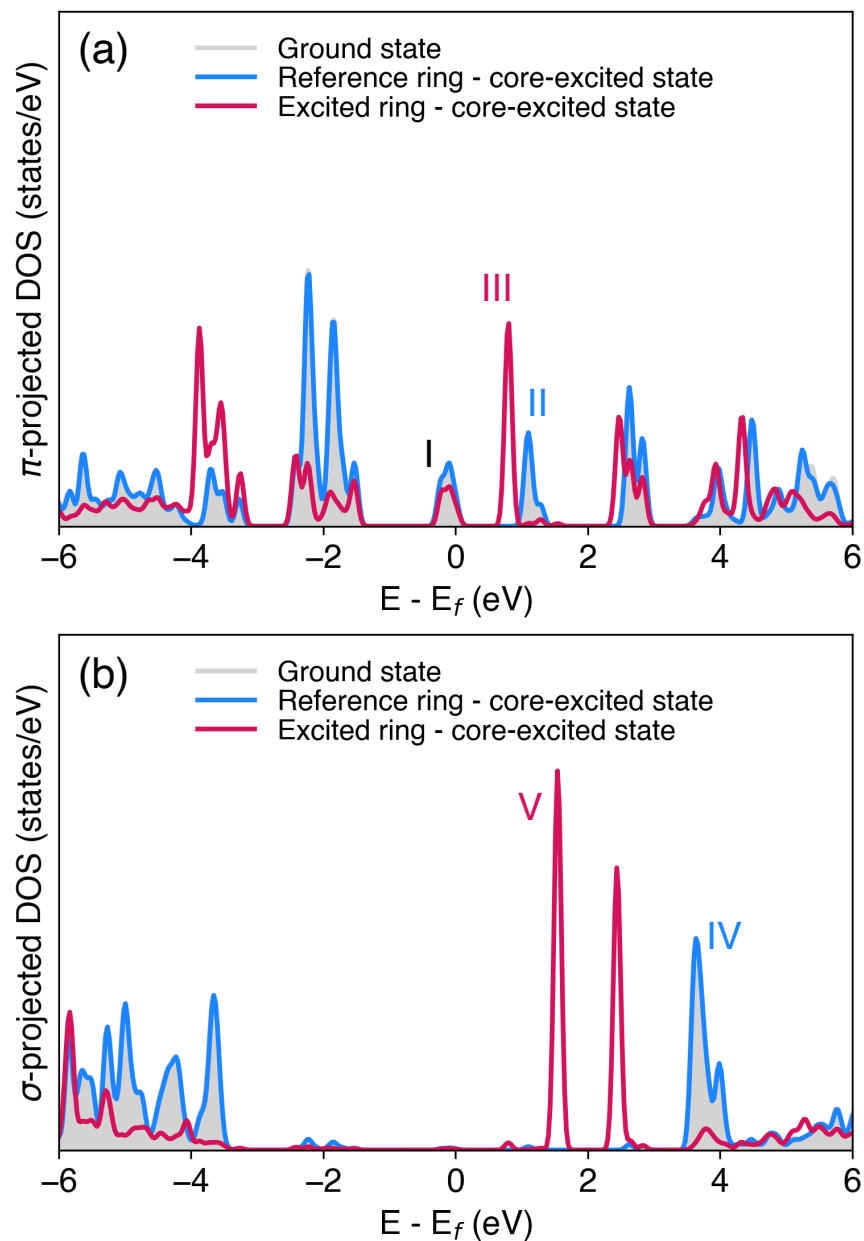 (a)
Ground state
Reference ring - core-excited state
Excited ring - core-excited state
π-projected DOS (states/eV)
III
II
I
−6 −4 −2 0 2 4 6
E - E_f (eV)
(b)
Ground state
Reference ring - core-excited state
Excited ring - core-excited state
σ-projected DOS (states/eV)
V
IV
−6 −4 −2 0 2 4 6
E - E_f (eV)